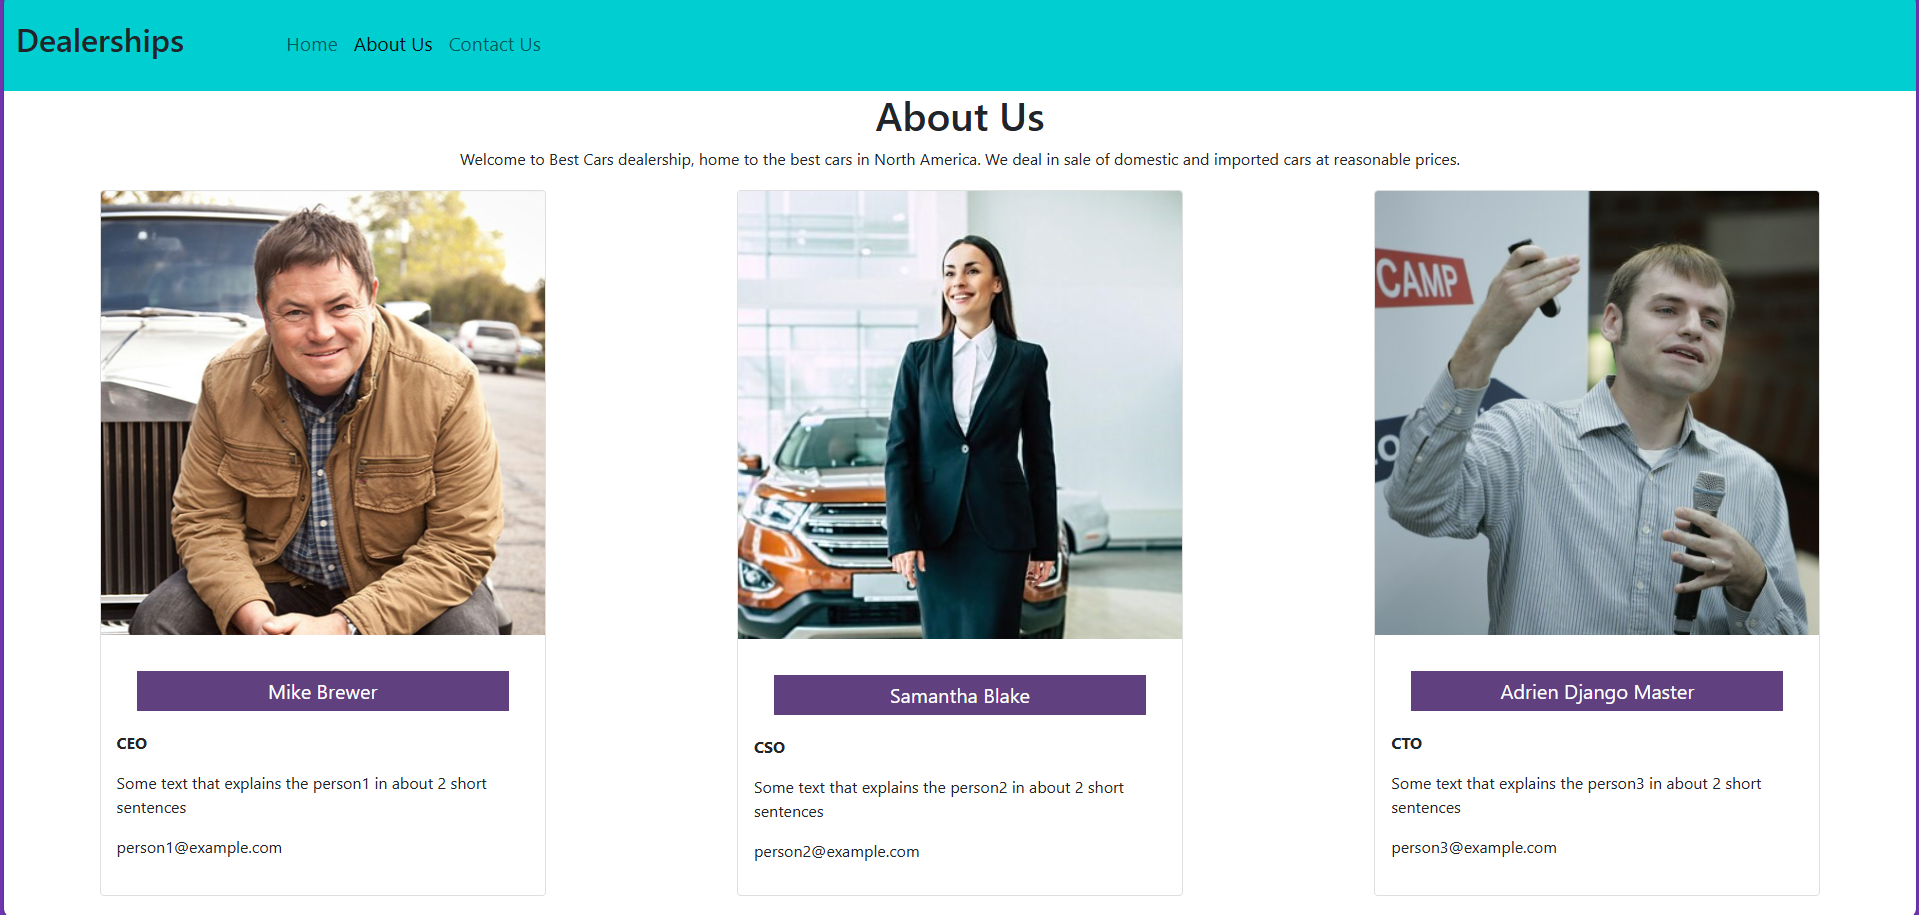 Dealerships
Home About Us Contact Us
About Us
Welcome to Best Cars dealership, home to the best cars in North America. We deal in sale of domestic and imported cars at reasonable prices.
CAMP
Mike Brewer
CEO
Some text that explains the person1 in about 2 short
sentences
person1@example.com
Samantha Blake
CSO
Some text that explains the person2 in about 2 short
sentences
person2@example.com
Adrien Django Master
CTO
Some text that explains the person3 in about 2 short
sentences
person3@example.com